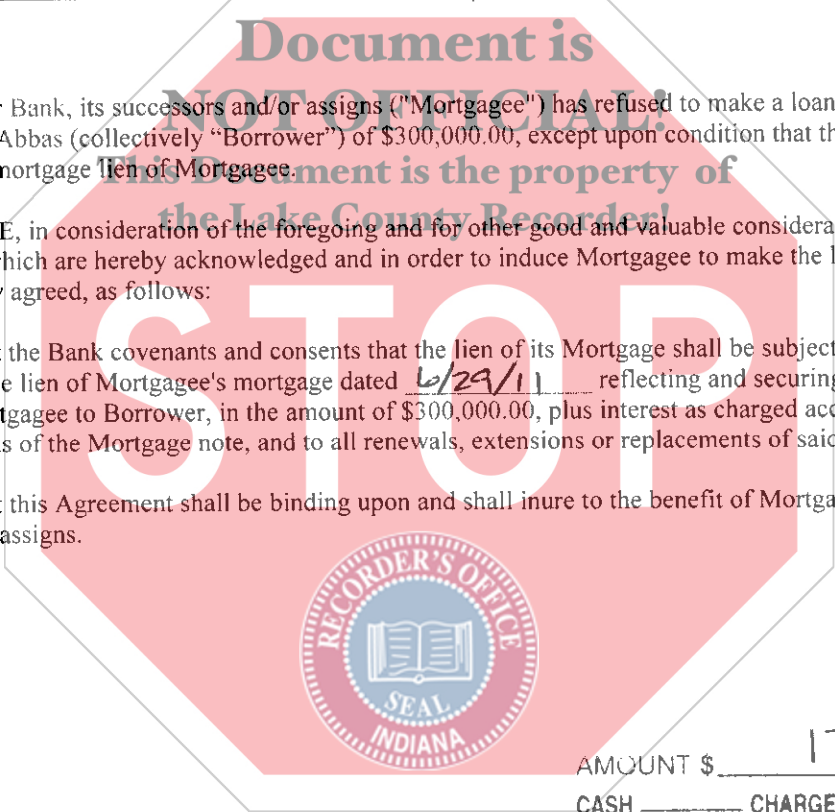 Document is
NOT OFFICIAL!
Bank, its successors and/or assigns ("Mortgagee") has refused to make a loan
Abbas (collectively “Borrower”) of $300,000.00, except upon condition that th
mortgage lien of Mortgagee.
This Document is the property of
the Lake County Recorder!
E, in consideration of the foregoing and for other good and valuable considera
which are hereby acknowledged and in order to induce Mortgagee to make the l
agreed, as follows:
STOP
the Bank covenants and consents that the lien of its Mortgage shall be subject
e lien of Mortgagee's mortgage dated 6/29/11 reflecting and securing
tgagee to Borrower, in the amount of $300,000.00, plus interest as charged acc
s of the Mortgage note, and to all renewals, extensions or replacements of said
t this Agreement shall be binding upon and shall inure to the benefit of Mortga
assigns.
RECORDER'S OFFICE
SEAL
INDIANA
AMOUNT $ 17
CASH CHARGE